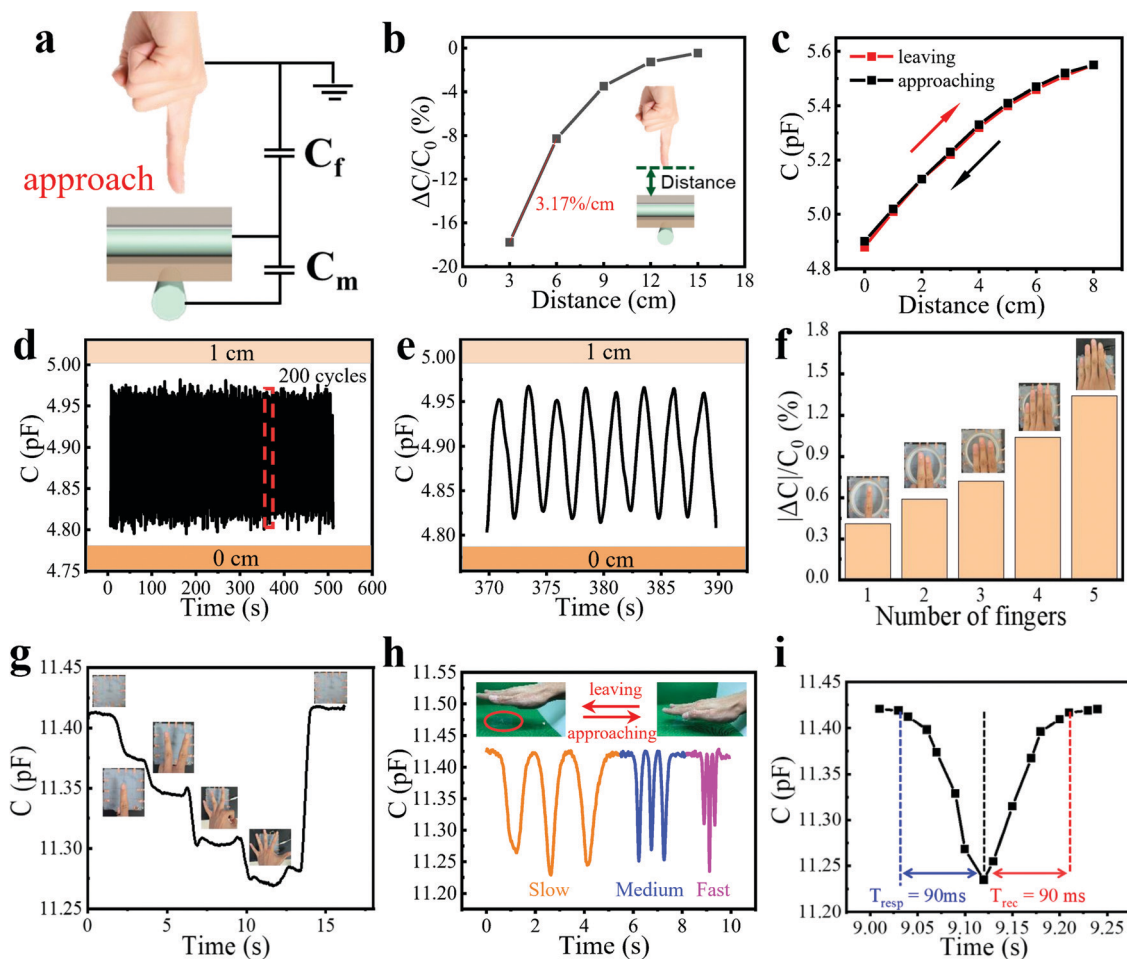 a
approach
C_f
C_m
b
ΔC/C_0 (%)
0
-4
-8
-12
-16
-20
3.17%/cm
Distance
0 3 6 9 12 15 18
Distance (cm)
c
C (pF)
5.6
5.4
5.2
5.0
4.8
leaving
approaching
0 2 4 6 8
Distance (cm)
d
C (pF)
5.00
4.95
4.90
4.85
4.80
4.75
1 cm
200 cycles
0 cm
0 100 200 300 400 500 600
Time (s)
e
C (pF)
5.00
4.95
4.90
4.85
4.80
4.75
1 cm
0 cm
370 375 380 385 390
Time (s)
f
|ΔC|/C_0 (%)
1.8
1.5
1.2
0.9
0.6
0.3
0.0
1 2 3 4 5
Number of fingers
g
C (pF)
11.45
11.40
11.35
11.30
11.25
0 5 10 15
Time (s)
h
C (pF)
11.55
11.50
11.45
11.40
11.35
11.30
11.25
11.20
leaving
approaching
Slow Medium Fast
0 2 4 6 8 10
Time (s)
i
C (pF)
11.45
11.40
11.35
11.30
11.25
11.20
T_resp = 90ms T_rec = 90 ms
9.00 9.05 9.10 9.15 9.20 9.25
Time (s)